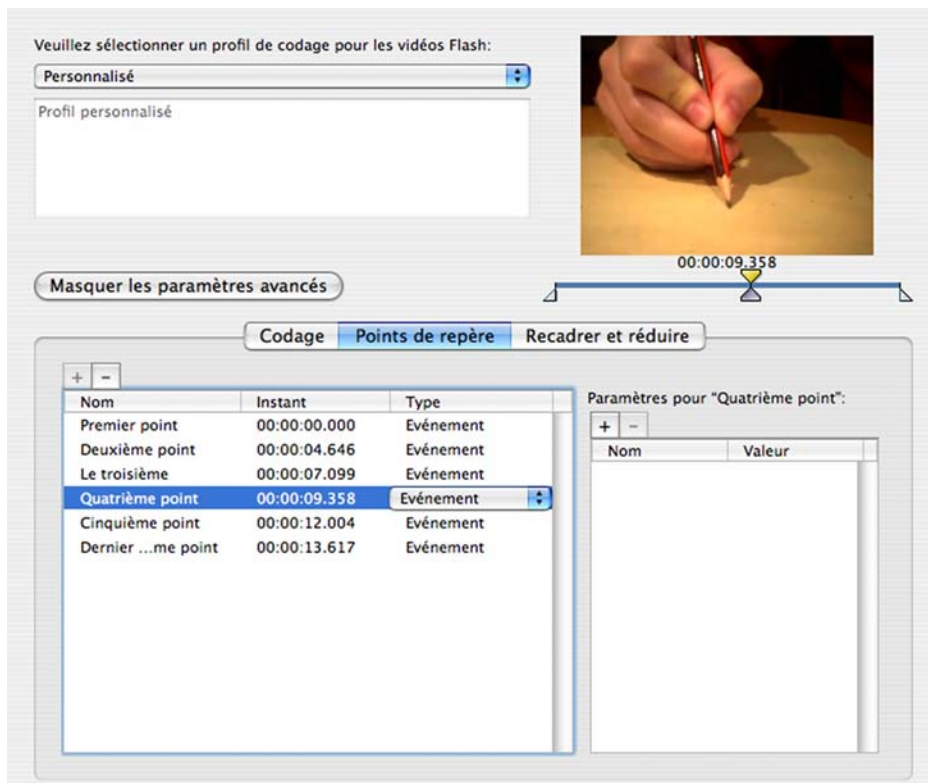 Veuillez sélectionner un profil de codage pour les vidéos Flash:
Personnalisé
Profil personnalisé
00:00:09.358
Masquer les paramètres avancés
Codage Points de repère Recadrer et réduire
+ -
Nom Instant Type
Premier point 00:00:00.000 Evénement
Deuxième point 00:00:04.646 Evénement
Le troisième 00:00:07.099 Evénement
Quatrième point 00:00:09.358 Evénement
Cinquième point 00:00:12.004 Evénement
Dernier ...me point 00:00:13.617 Evénement
Paramètres pour "Quatrième point":
+ -
Nom Valeur